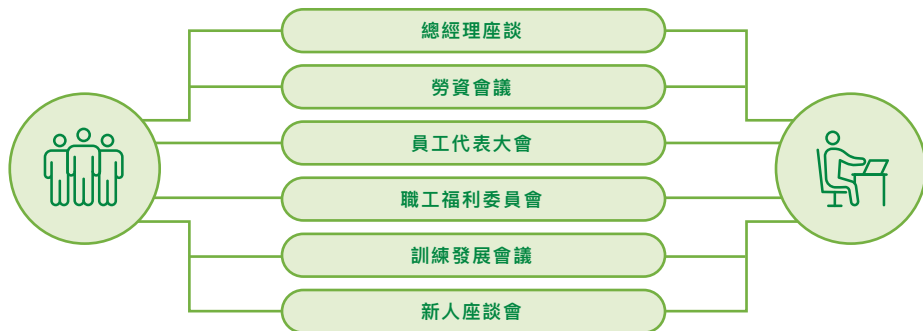 總經理座談
勞資會議
員工代表大會
職工福利委員會
訓練發展會議
新人座談會